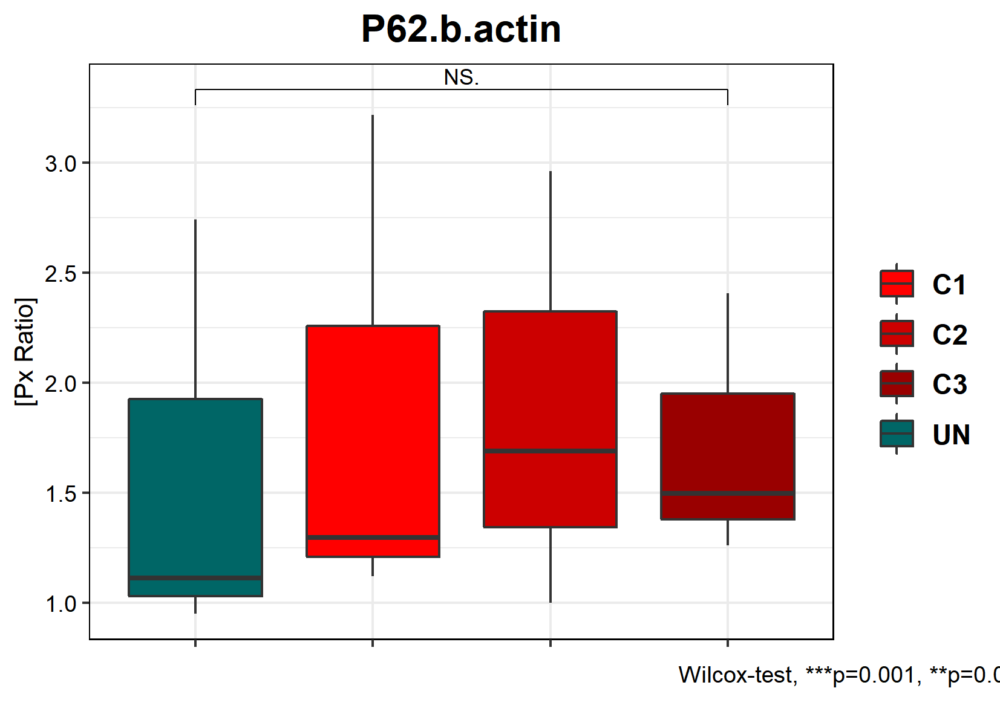 P62.b.actin
NS.
[Px Ratio]
3.0
2.5
2.0
1.5
1.0
C1
C2
C3
UN
Wilcox-test, ***p=0.001, **p=0.0